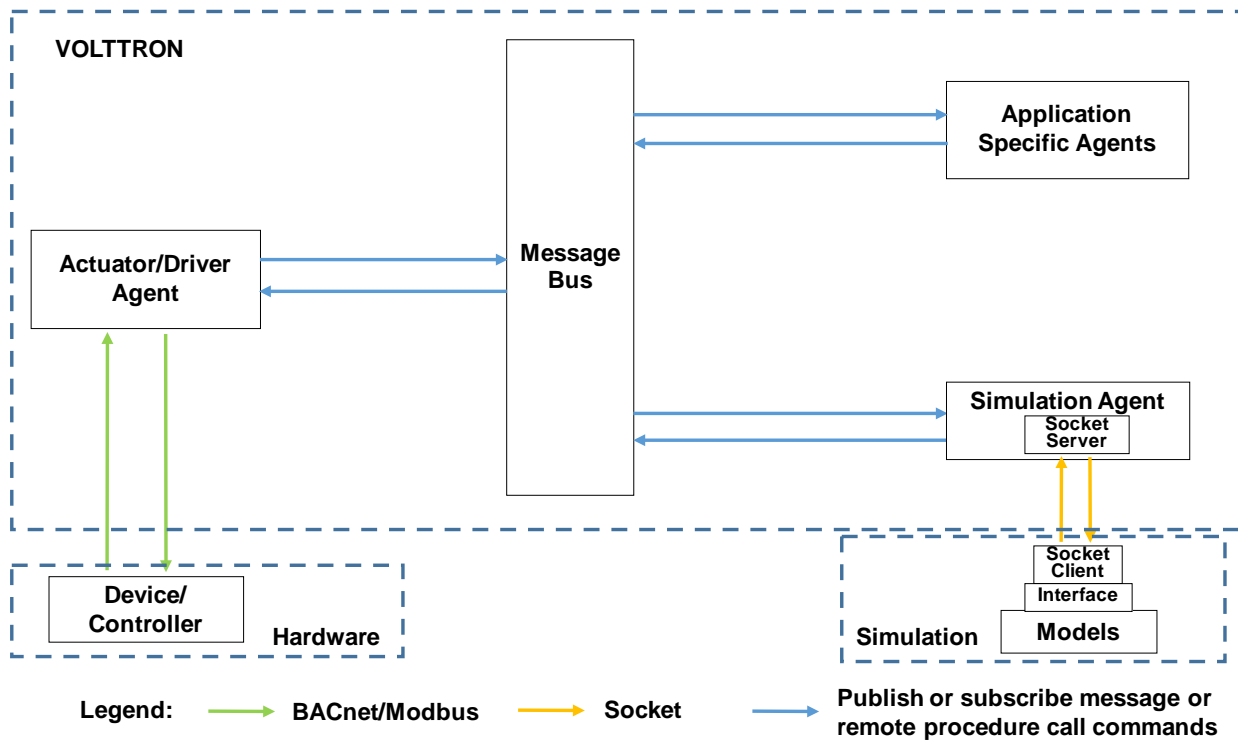 VOLTTRON
Application
Specific Agents
Actuator/Driver
Agent
Message
Bus
Simulation Agent
Socket
Server
Socket
Client
Interface
Models
Simulation
Device/
Controller
Hardware
Legend:
BACnet/Modbus
Socket
Publish or subscribe message or
remote procedure call commands